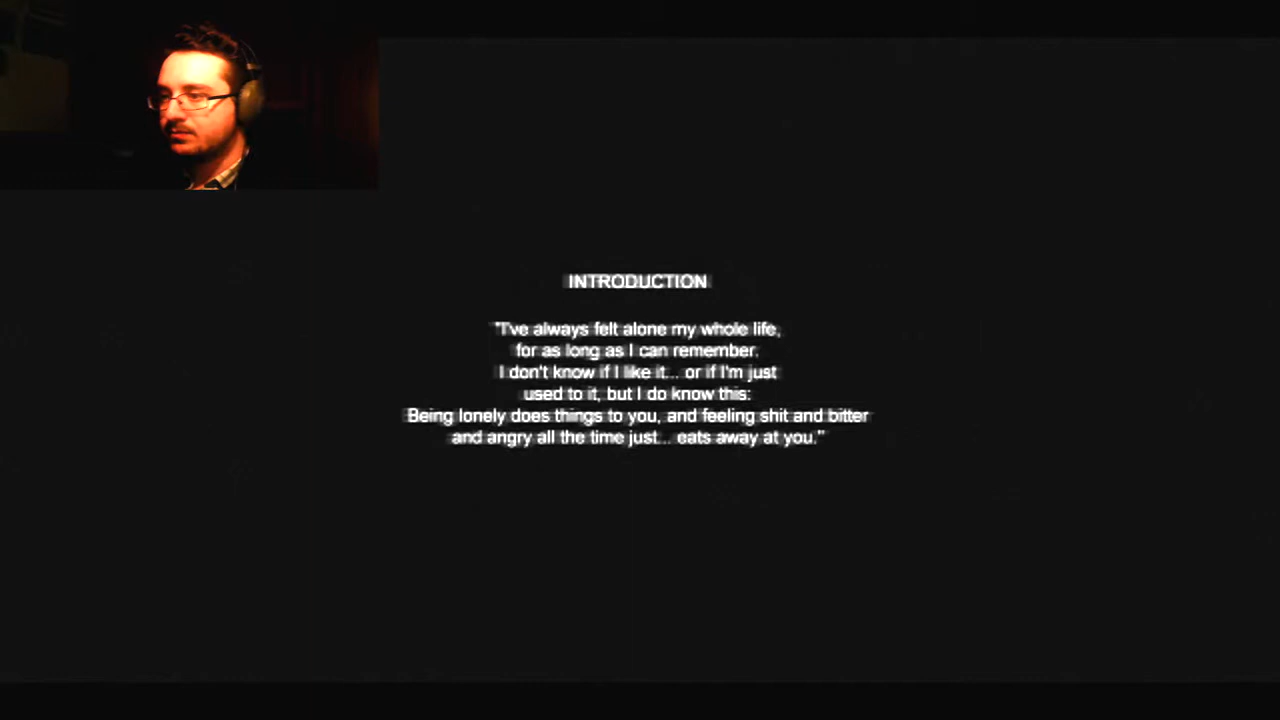 INTRODUCTION
"I've always felt alone my whole life,
for as long as I can remember.
I don't know if I like it... or if I'm just
used to it, but I do know this:
Being lonely does things to you, and feeling shit and bitter
and angry all the time just... eats away at you."